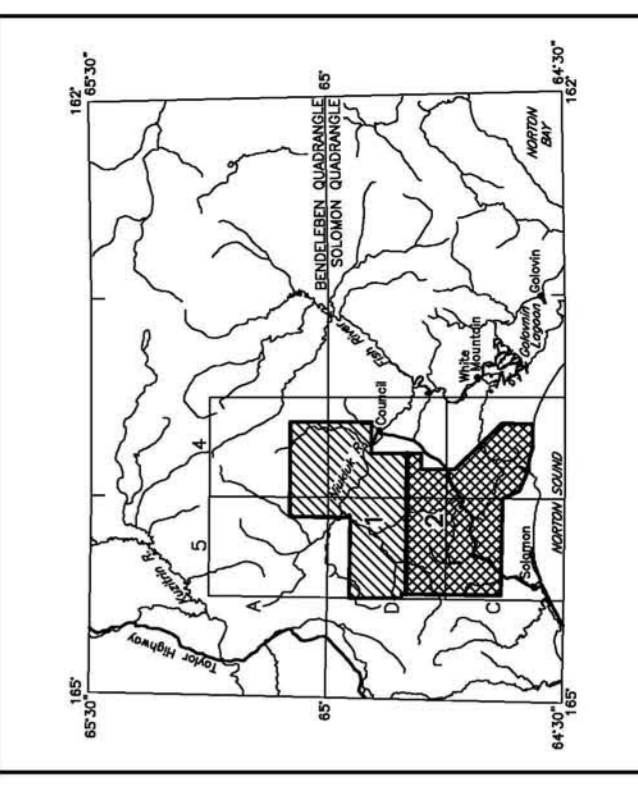 165°
162°
65°30"
65°30"
Taylor Highway
Kuzitrin R.
5
4
A
BENDELEBEN QUADRANGLE
65°
65°
SOLOMON QUADRANGLE
Niukluk R.
1
Fish River
Council
D
2
White
Mountain
C
Golovnin
Lagoon
Golovin
Solomon
NORTON SOUND
NORTON
BAY
64°30"
64°30"
165°
162°